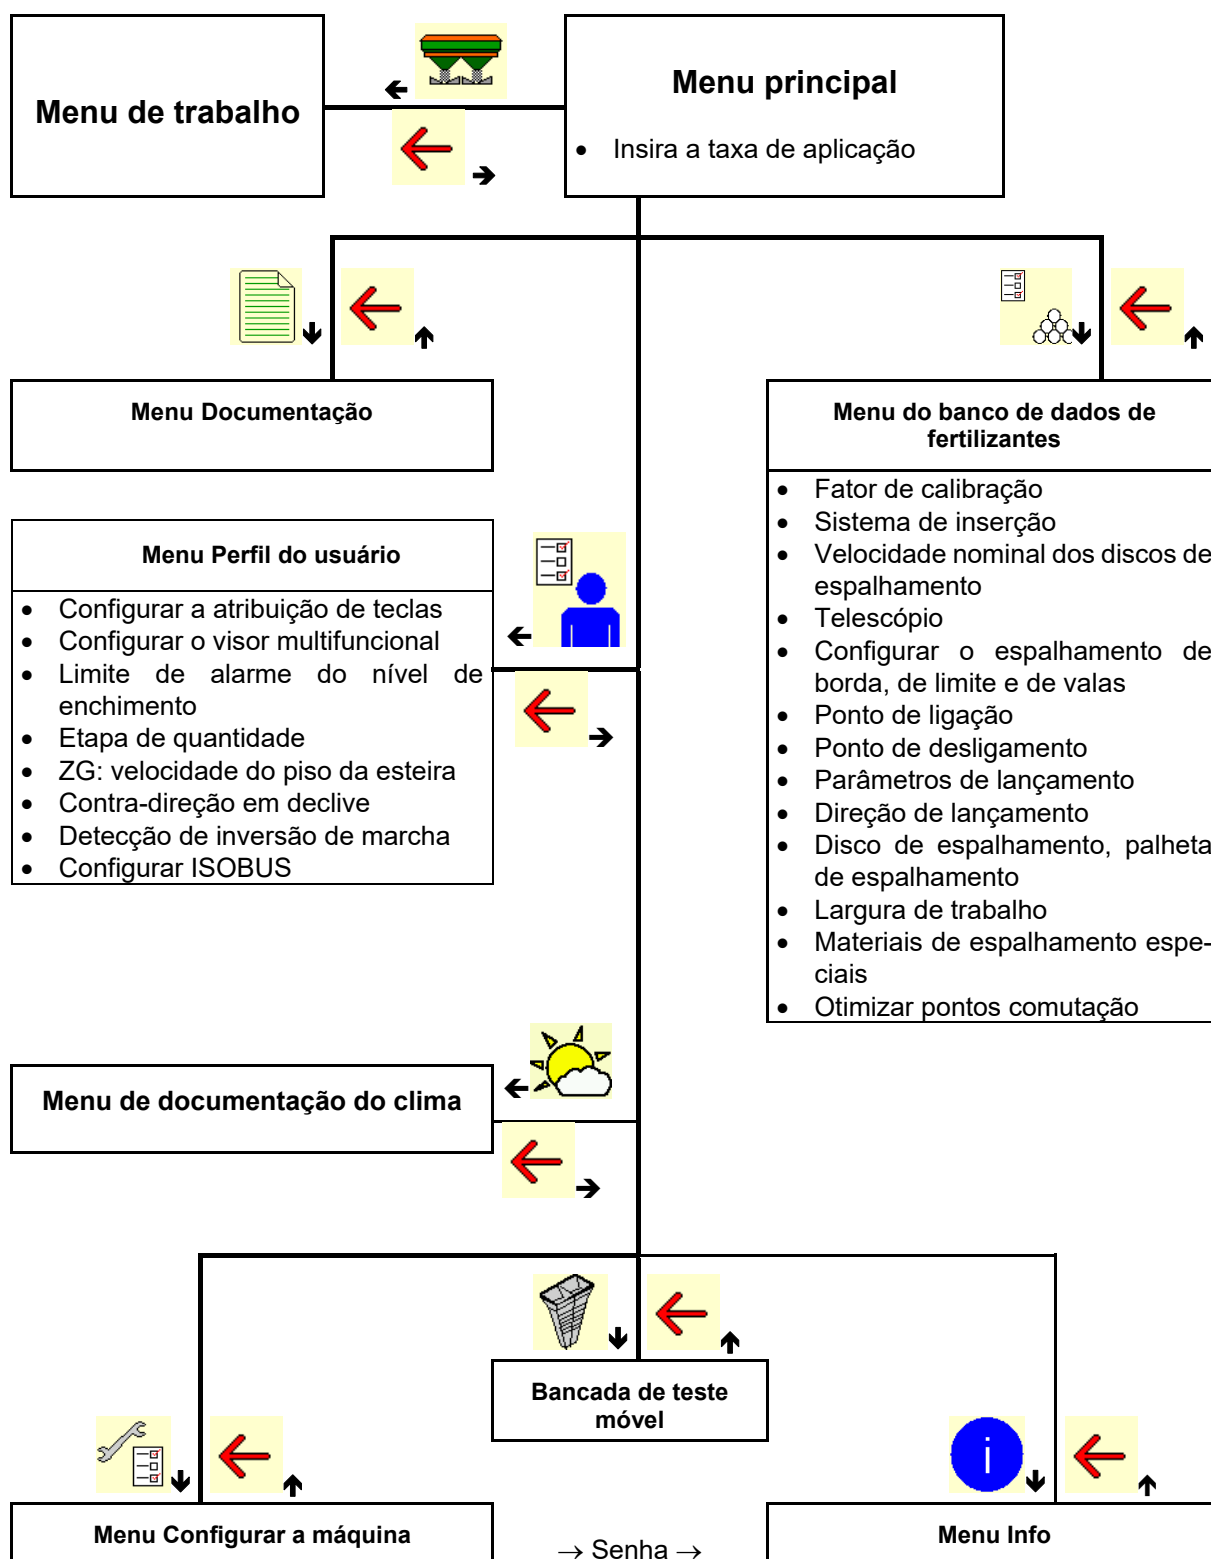 Menu de trabalho
Menu principal
• Insira a taxa de aplicação
Menu Documentação
Menu do banco de dados de
fertilizantes
• Fator de calibração
• Sistema de inserção
• Velocidade nominal dos discos de
espalhamento
• Telescópio
• Configurar o espalhamento de
borda, de limite e de valas
• Ponto de ligação
• Ponto de desligamento
• Parâmetros de lançamento
• Direção de lançamento
• Disco de espalhamento, palheta
de espalhamento
• Largura de trabalho
• Materiais de espalhamento espe-
ciais
• Otimizar pontos comutação
Menu Perfil do usuário
• Configurar a atribuição de teclas
• Configurar o visor multifuncional
• Limite de alarme do nível de
enchimento
• Etapa de quantidade
• ZG: velocidade do piso da esteira
• Contra-direção em declive
• Detecção de inversão de marcha
• Configurar ISOBUS
Menu de documentação do clima
Bancada de teste
móvel
i
Menu Configurar a máquina
→ Senha →
Menu Info